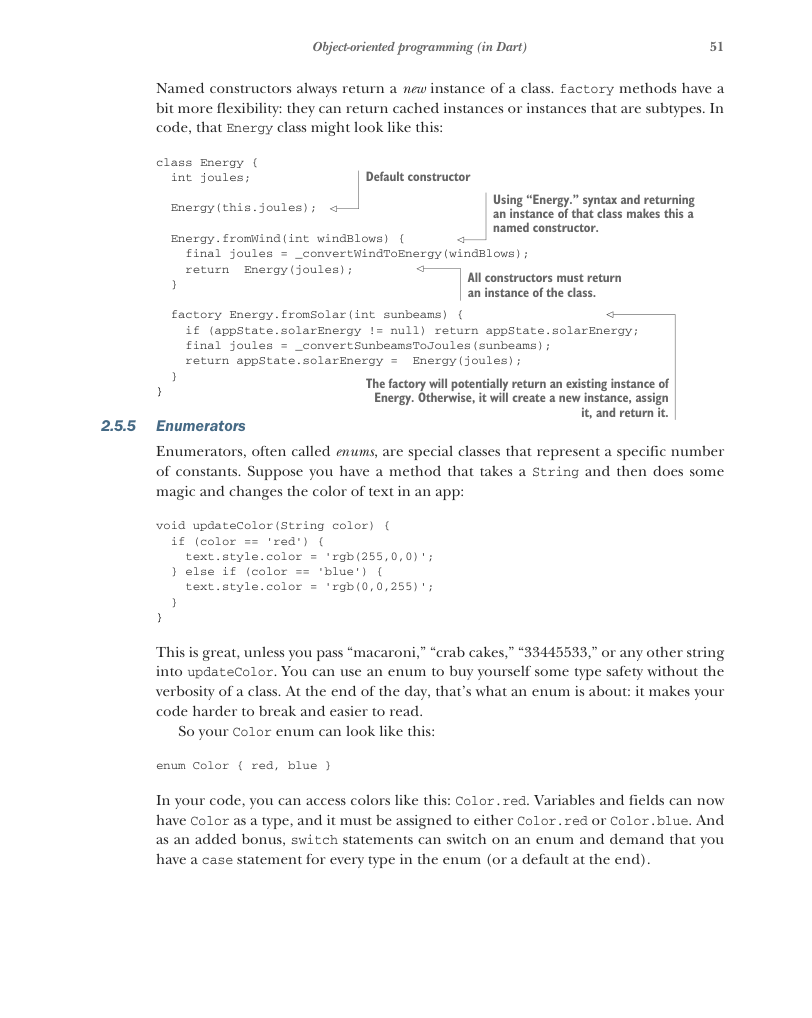 Object-oriented programming (in Dart) 51
Named constructors always return a new instance of a class. factory methods have a
bit more flexibility: they can return cached instances or instances that are subtypes. In
code, that Energy class might look like this:
class Energy {
int joules;
Default constructor
Energy(this.joules);
Using “Energy.” syntax and returning
an instance of that class makes this a
named constructor.
Energy.fromWind(int windBlows) {
final joules = _convertWindToEnergy(windBlows);
return Energy(joules);
All constructors must return
an instance of the class.
}
factory Energy.fromSolar(int sunbeams) {
if (appState.solarEnergy != null) return appState.solarEnergy;
final joules = _convertSunbeamsToJoules(sunbeams);
return appState.solarEnergy = Energy(joules);
}
}
The factory will potentially return an existing instance of
Energy. Otherwise, it will create a new instance, assign
it, and return it.
2.5.5 Enumerators
Enumerators, often called enums, are special classes that represent a specific number
of constants. Suppose you have a method that takes a String and then does some
magic and changes the color of text in an app:
void updateColor(String color) {
if (color == 'red') {
text.style.color = 'rgb(255,0,0)';
} else if (color == 'blue') {
text.style.color = 'rgb(0,0,255)';
}
}
This is great, unless you pass “macaroni,” “crab cakes,” “33445533,” or any other string
into updateColor. You can use an enum to buy yourself some type safety without the
verbosity of a class. At the end of the day, that’s what an enum is about: it makes your
code harder to break and easier to read.
So your Color enum can look like this:
enum Color { red, blue }
In your code, you can access colors like this: Color.red. Variables and fields can now
have Color as a type, and it must be assigned to either Color.red or Color.blue. And
as an added bonus, switch statements can switch on an enum and demand that you
have a case statement for every type in the enum (or a default at the end).